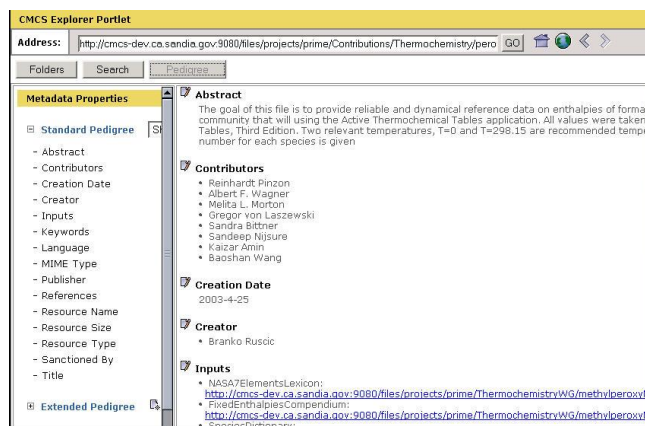 CMCS Explorer Portlet
Address: http://cmcs-dev.ca.sandia.gov:9080/files/projects/prime/Contributions/Thermochemistry/pero GO
Folders Search Pedigree
Metadata Properties
Standard Pedigree
- Abstract
- Contributors
- Creation Date
- Creator
- Inputs
- Keywords
- Language
- MIME Type
- Publisher
- References
- Resource Name
- Resource Size
- Resource Type
- Sanctioned By
- Title
Extended Pedigree
Abstract
The goal of this file is to provide reliable and dynamical reference data on enthalpies of forma
community that will using the Active Thermochemical Tables application. All values were taken
Tables, Third Edition. Two relevant temperatures, T=0 and T=298.15 are recommended tempe
number for each species is given
Contributors
• Reinhardt Pinzon
• Albert F. Wagner
• Melita L. Morton
• Gregor von Laszewski
• Sandra Bittner
• Sandeep Nijsure
• Kaizar Amin
• Baoshan Wang
Creation Date
2003-4-25
Creator
• Branko Ruscic
Inputs
• NASA7ElementsLexicon:
http://cmcs-dev.ca.sandia.gov:9080/files/projects/prime/ThermochemistryWG/methylperoxy
• FixedEnthalpiesCompendium:
http://cmcs-dev.ca.sandia.gov:9080/files/projects/prime/ThermochemistryWG/methylperoxy
• SpeciesDictionary: